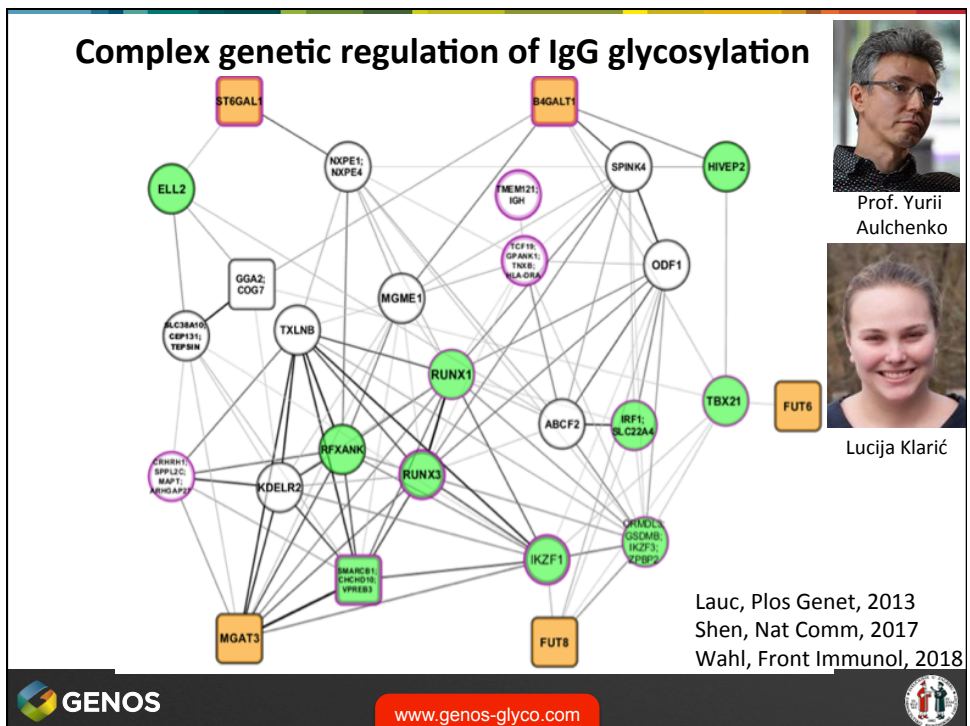 Complex genetic regulation of IgG glycosylation
ST6GAL1
B4GALT1
NXPE1;
NXPE4
SPINK4
HIVEP2
ELL2
TMEM121;
IGH
Prof. Yurii
Aulchenko
TCF19;
GPANK1;
TNXB;
HLA-DRA
ODF1
GGA2;
COG7
MGME1
SLC38A10;
CEP131;
TEPSIN
TXLNB
RUNX1
TBX21
FUT6
ABCF2
IRF1;
SLC22A4
Lucija Klarić
RFXANK
RUNX3
CRHRH1;
SPPL2C;
MAPT;
ARHGAP27
KDELR2
ORMDL3;
GSDMB;
IKZF3;
ZPBP2
IKZF1
SMARCB1;
CHCHD10;
VPREB3
MGAT3
FUT8
Lauc, Plos Genet, 2013
Shen, Nat Comm, 2017
Wahl, Front Immunol, 2018
GENOS
www.genos-glyco.com